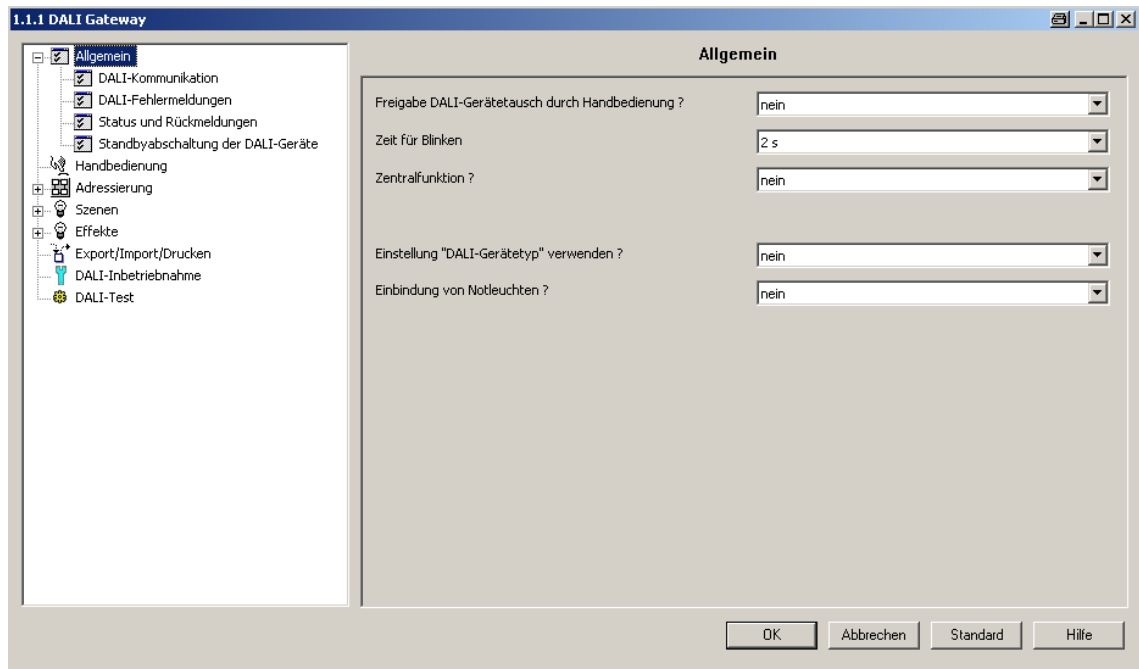 1.1.1 DALI Gateway
Allgemein
DALI-Kommunikation
DALI-Fehlermeldungen
Status und Rückmeldungen
Standbyabschaltung der DALI-Geräte
Handbedienung
Adressierung
Szenen
Effekte
Export/Import/Drucken
DALI-Inbetriebnahme
DALI-Test
Allgemein
Freigabe DALI-Gerätetausch durch Handbedienung ? nein
Zeit für Blinken 2 s
Zentralfunktion ? nein
Einstellung "DALI-Gerätetyp" verwenden ? nein
Einbindung von Notleuchten ? nein
OK Abbrechen Standard Hilfe